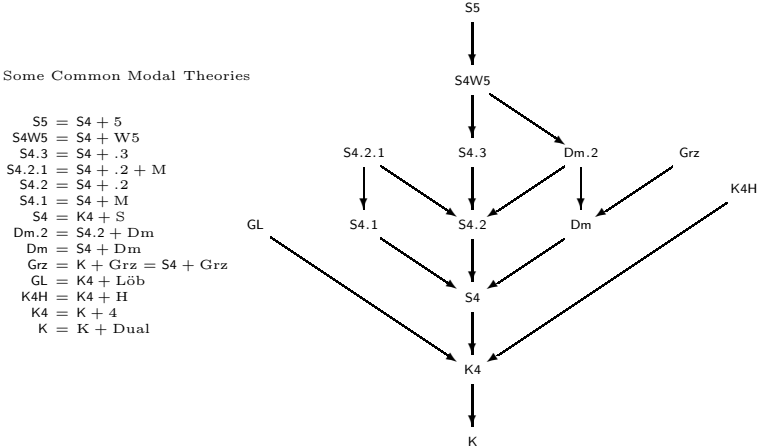 Some Common Modal Theories
S5 = S4 + 5
S4W5 = S4 + W5
S4.3 = S4 + .3
S4.2.1 = S4 + .2 + M
S4.2 = S4 + .2
S4.1 = S4 + M
S4 = K4 + S
Dm.2 = S4.2 + Dm
Dm = S4 + Dm
Grz = K + Grz = S4 + Grz
GL = K4 + Löb
K4H = K4 + H
K4 = K + 4
K = K + Dual
S5
S4W5
S4.2.1 S4.3 Dm.2 Grz
K4H
GL S4.1 S4.2 Dm
S4
K4
K